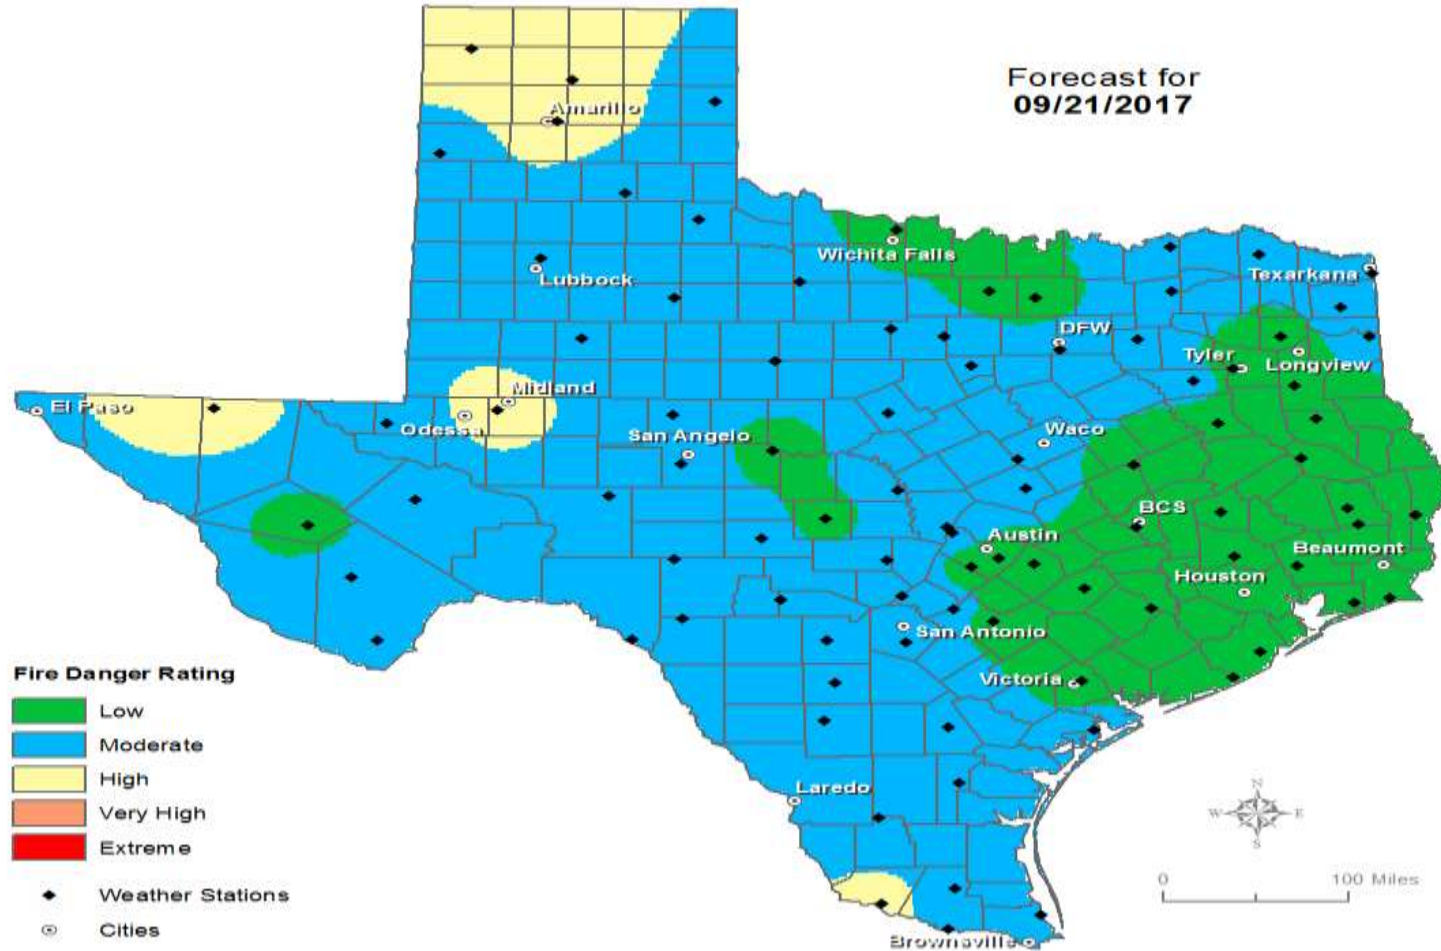 Forecast for
09/21/2017
Amarillo
Wichita Falls
Lubbock
Texarkana
DFW
Tyler
Longview
Midland
El Paso
Odessa
San Angelo
Waco
BCS
Austin
Beaumont
Houston
San Antonio
Victoria
Laredo
Brownsville
Fire Danger Rating
Low
Moderate
High
Very High
Extreme
Weather Stations
Cities
N
W E
S
0 100 Miles